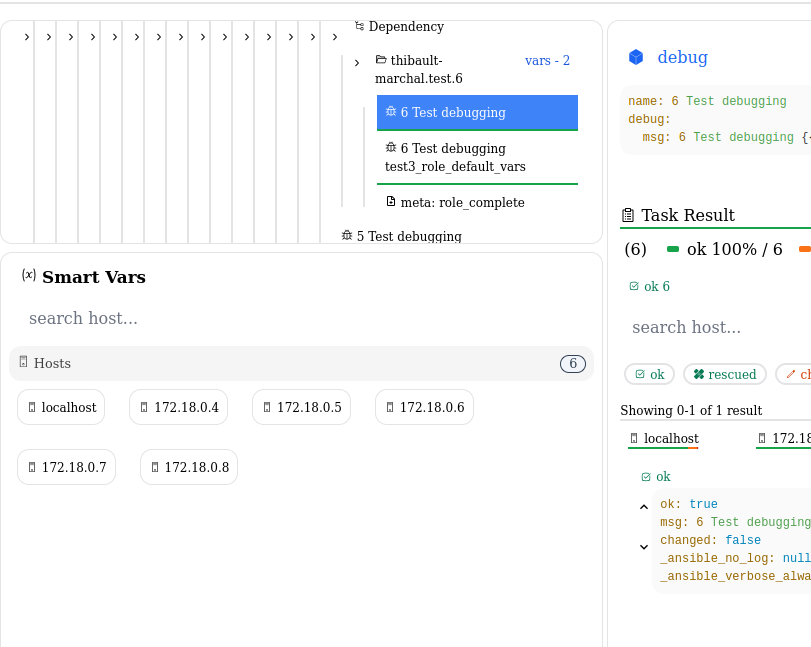 Dependency
thibault-
marchal.test.6
vars - 2
6 Test debugging
6 Test debugging
test3_role_default_vars
meta: role_complete
5 Test debugging
(x) Smart Vars
search host...
Hosts
6
localhost
172.18.0.4
172.18.0.5
172.18.0.6
172.18.0.7
172.18.0.8
debug
name: 6 Test debugging
debug:
msg: 6 Test debugging {
Task Result
(6) ok 100% / 6
ok 6
search host...
ok
rescued
Showing 0-1 of 1 result
localhost
172.18
ok
ok: true
msg: 6 Test debugging
changed: false
_ansible_no_log: null
_ansible_verbose_alwa